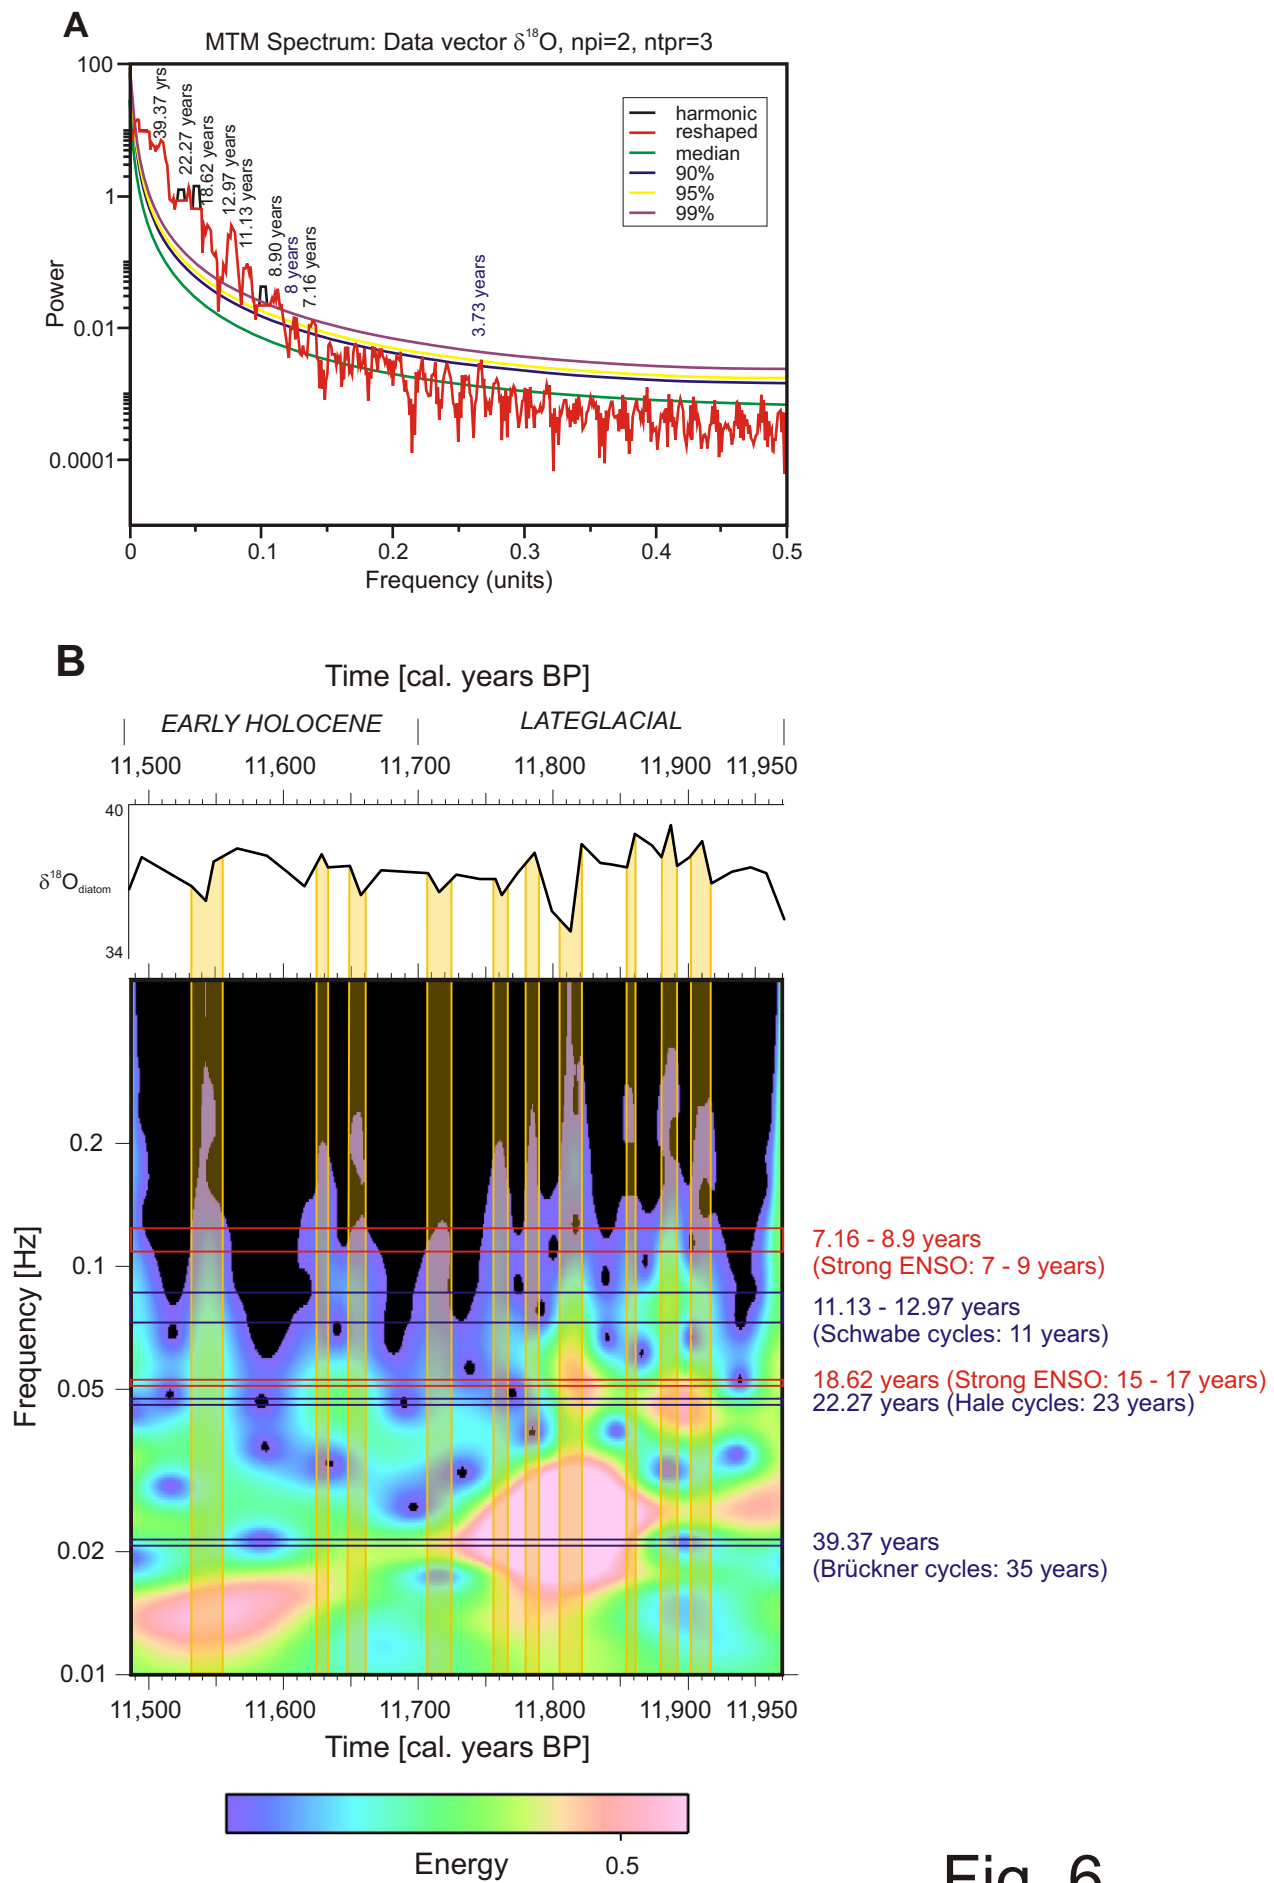 A
MTM Spectrum: Data vector δ18O, npi=2, ntpr=3
100
1
0.01
0.0001
Power
39.37 yrs
22.27 years
18.62 years
12.97 years
11.13 years
8.90 years
8 years
7.16 years
3.73 years
harmonic
reshaped
median
90%
95%
99%
0 0.1 0.2 0.3 0.4 0.5
Frequency (units)
B
Time [cal. years BP]
EARLY HOLOCENE LATEGLACIAL
11,500 11,600 11,700 11,800 11,900 11,950
40
δ18Odiatom
34
0.2
0.1
0.05
0.02
0.01
Frequency [Hz]
7.16 - 8.9 years
(Strong ENSO: 7 - 9 years)
11.13 - 12.97 years
(Schwabe cycles: 11 years)
18.62 years (Strong ENSO: 15 - 17 years)
22.27 years (Hale cycles: 23 years)
39.37 years
(Brückner cycles: 35 years)
11,500 11,600 11,700 11,800 11,900 11,950
Time [cal. years BP]
Energy 0.5
Fig. 6